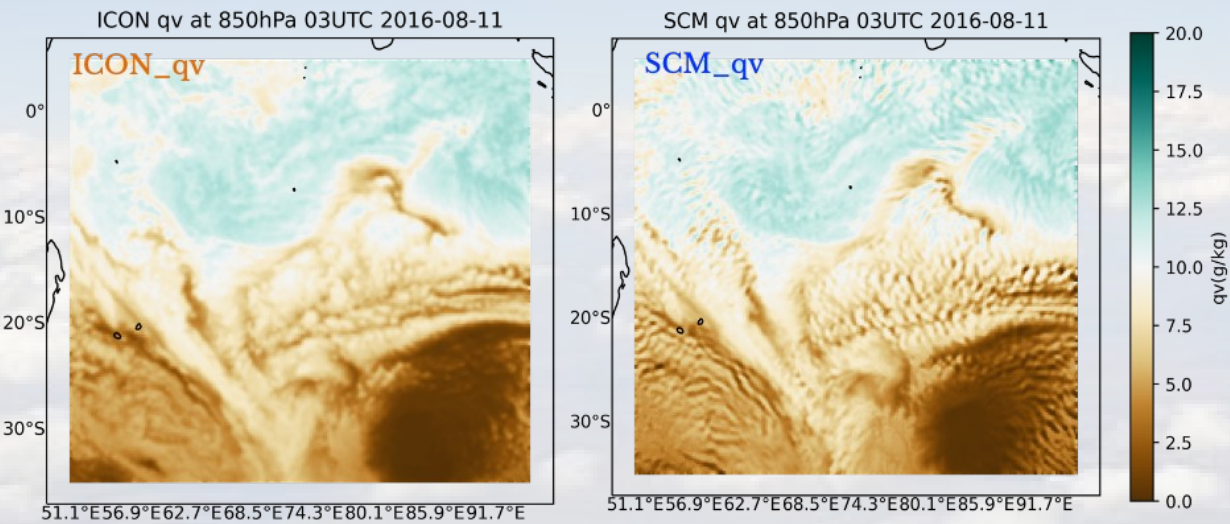 ICON qv at 850hPa 03UTC 2016-08-11
ICON_qv
0°
10°S
20°S
30°S
51.1°E56.9°E62.7°E68.5°E74.3°E80.1°E85.9°E91.7°E
SCM qv at 850hPa 03UTC 2016-08-11
SCM_qv
0°
10°S
20°S
30°S
51.1°E56.9°E62.7°E68.5°E74.3°E80.1°E85.9°E91.7°E
20.0
17.5
15.0
12.5
10.0
7.5
5.0
2.5
0.0
qv(g/kg)